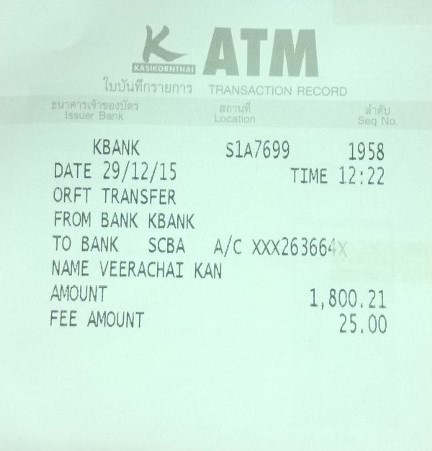 K ATM
KASIKORNTHAI
ใบบันทึกรายการ TRANSACTION RECORD
ธนาคารเจ้าของบัตร สถานที่ ลำดับ
Issuer Bank Location Seq No.
KBANK S1A7699 1958
DATE 29/12/15 TIME 12:22
ORFT TRANSFER
FROM BANK KBANK
TO BANK SCBA A/C XXX263664X
NAME VEERACHAI KAN
AMOUNT 1,800.21
FEE AMOUNT 25.00